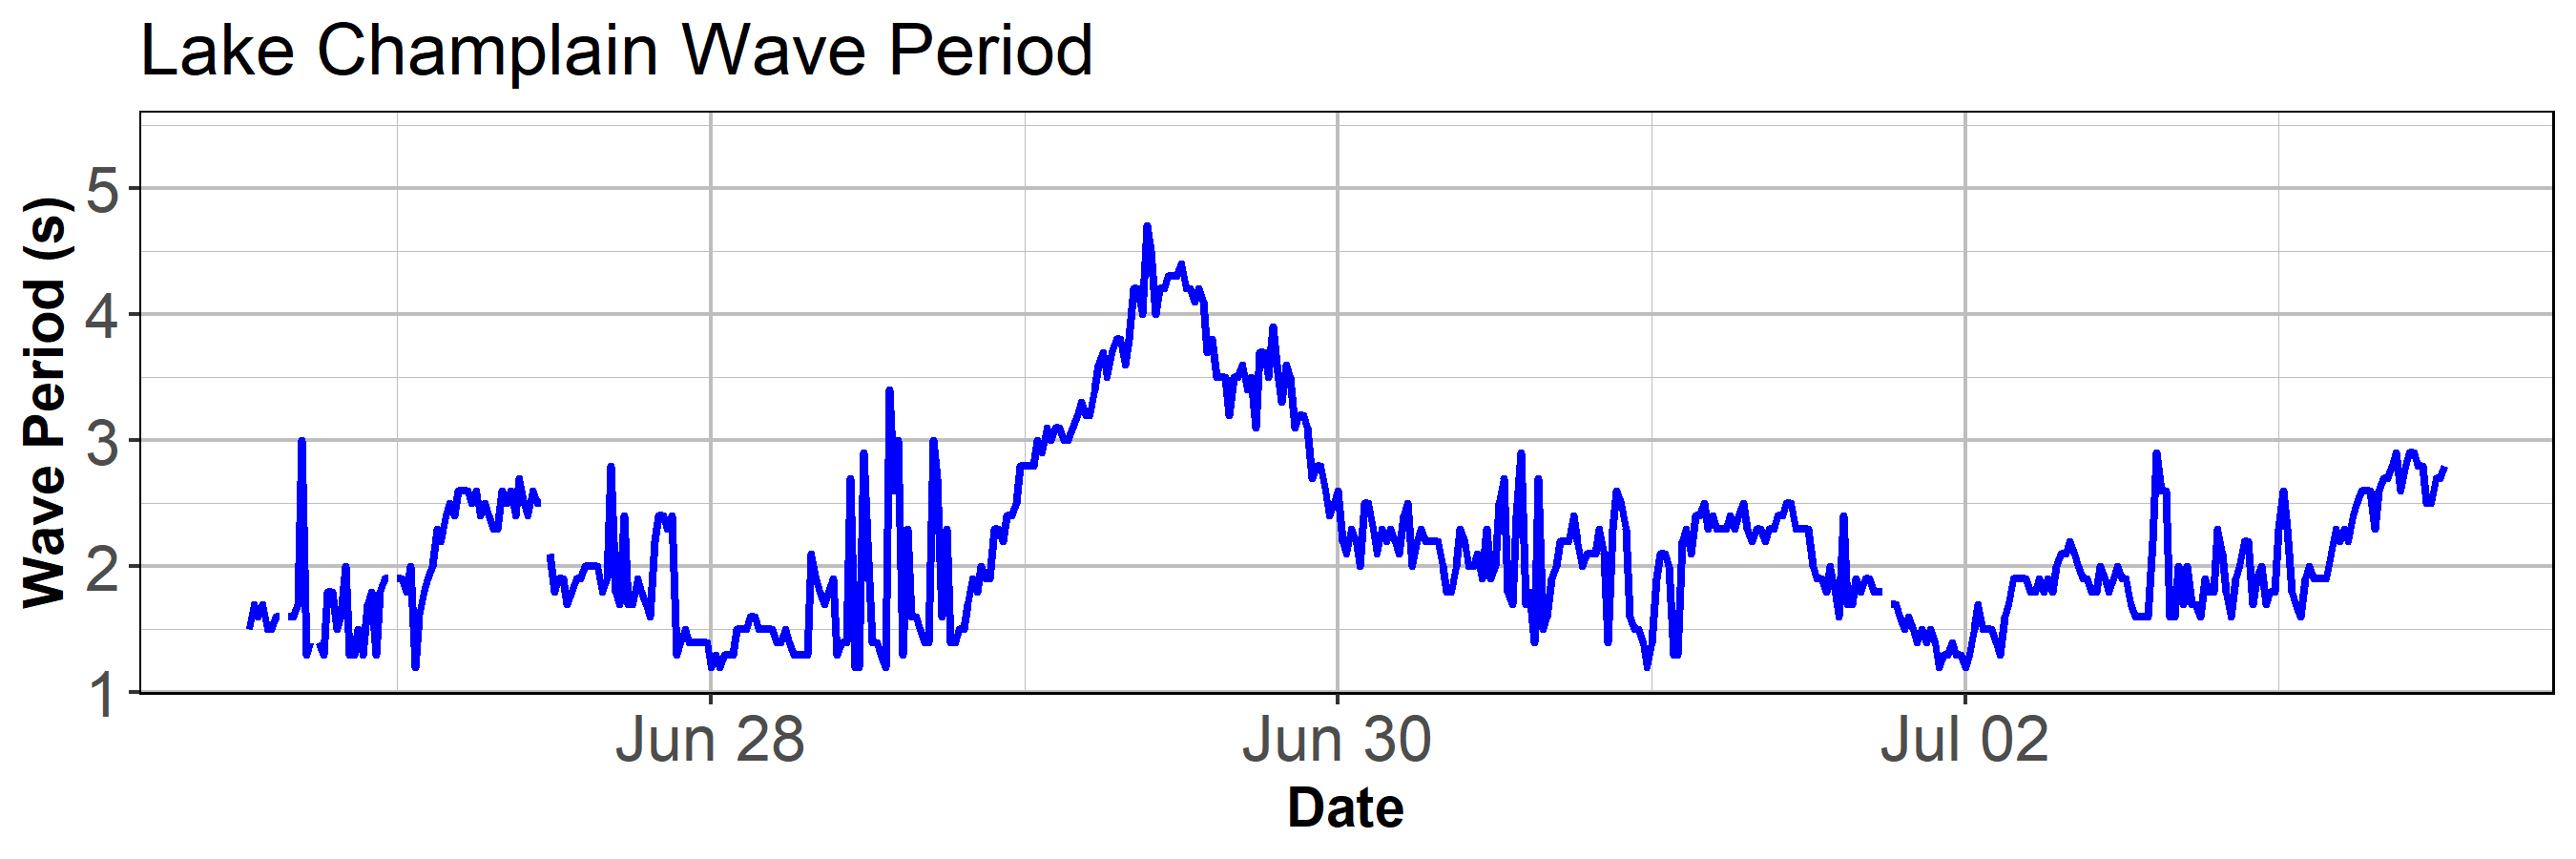 Lake Champlain Wave Period
Wave Period (s)
5
4
3
2
1
Jun 28
Jun 30
Jul 02
Date